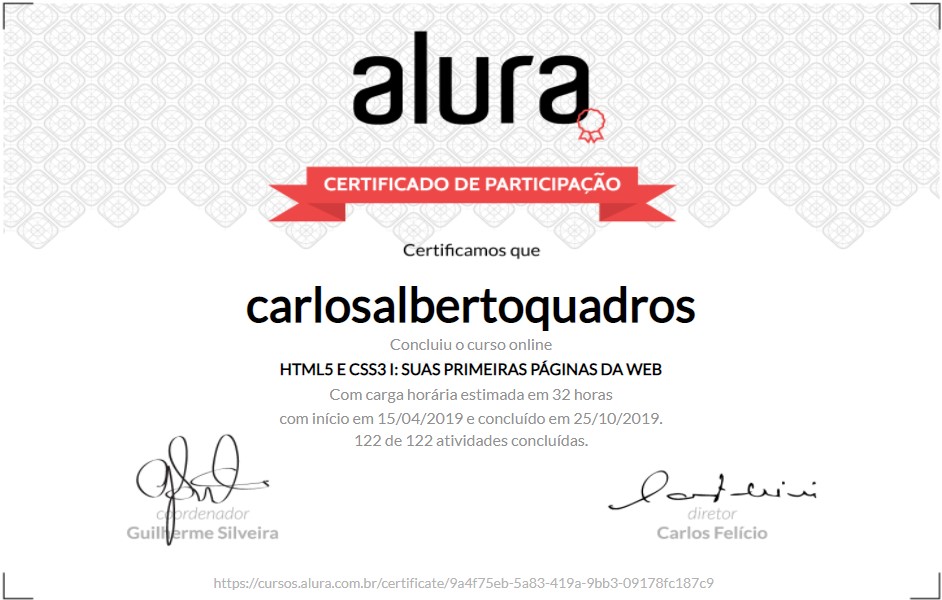 alura
CERTIFICADO DE PARTICIPAÇÃO
Certificamos que
carlosalbertoquadros
Concluiu o curso online
HTML5 E CSS3 I: SUAS PRIMEIRAS PÁGINAS DA WEB
Com carga horária estimada em 32 horas
com início em 15/04/2019 e concluído em 25/10/2019.
122 de 122 atividades concluídas.
coordenador
Guilherme Silveira
diretor
Carlos Felício
https://cursos.alura.com.br/certificate/9a4f75eb-5a83-419a-9bb3-09178fc187c9